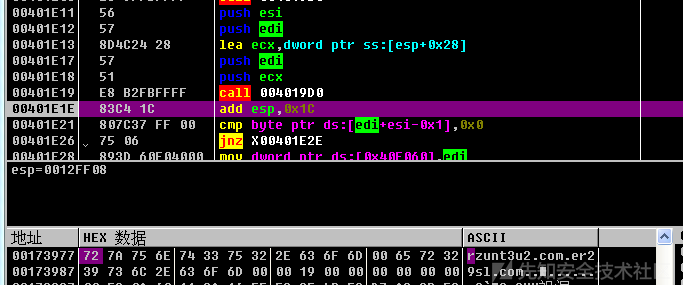 00401E11 56 push esi
00401E12 57 push edi
00401E13 8D4C24 28 lea ecx,dword ptr ss:[esp+0x28]
00401E17 57 push edi
00401E18 51 push ecx
00401E19 E8 B2FBFFFF call 004019D0
00401E1E 83C4 1C add esp,0x1C
00401E21 807C37 FF 00 cmp byte ptr ds:[edi+esi-0x1],0x0
00401E26 75 06 jnz X00401E2E
00401E28 893D 60E04000 mov dword ptr ds:[0x40E060],edi
esp=0012FF08
地址 HEX 数据 ASCII
00173977 72 7A 75 6E 74 33 75 32 2E 63 6F 6D 00 65 72 32 rzunt3u2.com.er2
00173987 39 73 6C 2E 63 6F 6D 00 00 19 00 00 00 00 00 00 9sl.com.........
先知安全技术社区